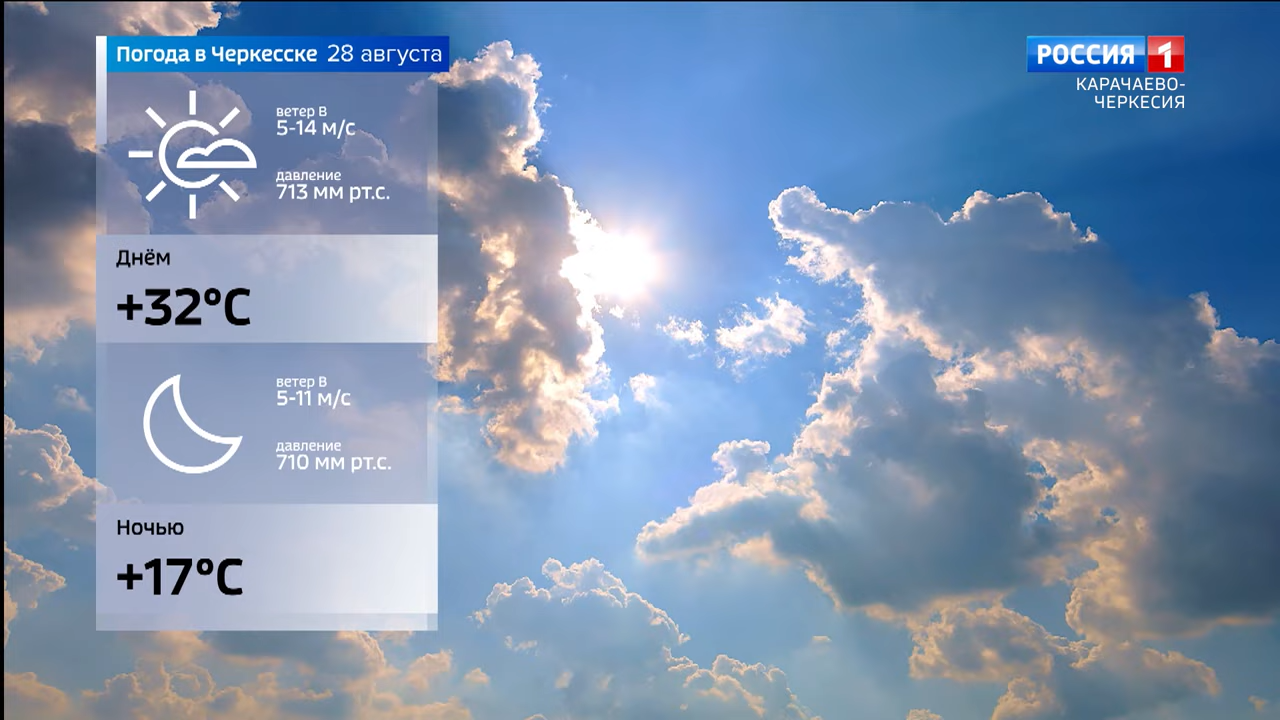 Погода в Черкесске 28 августа
РОССИЯ 1
КАРАЧАЕВО-
ЧЕРКЕСИЯ
ветер В
5-14 м/с
давление
713 мм рт.с.
Днём
+32°C
ветер В
5-11 м/с
давление
710 мм рт.с.
Ночью
+17°C